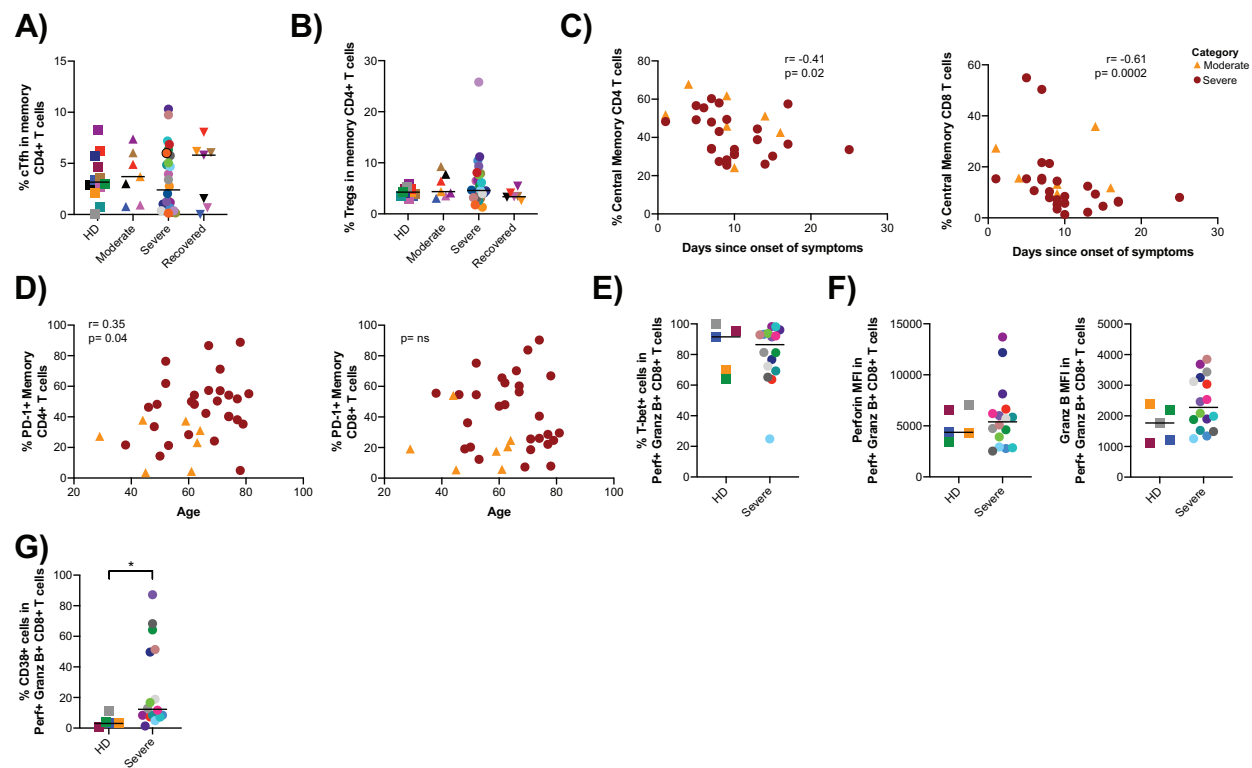 A)
% cTfh in memory
CD4+ T cells
15
10
5
0
HD
Moderate
Severe
Recovered
B)
% Tregs in memory CD4+ T cells
30
20
10
0
HD
Moderate
Severe
Recovered
C)
% Central Memory CD4 T cells
80
60
40
20
0
0
10
20
30
Days since onset of symptoms
r= -0.41
p= 0.02
% Central Memory CD8 T cells
60
40
20
0
0
10
20
30
Days since onset of symptoms
r= -0.61
p= 0.0002
Category
Moderate
Severe
D)
% PD-1+ Memory
CD4+ T cells
100
80
60
40
20
0
20
40
60
80
100
Age
r= 0.35
p= 0.04
% PD-1+ Memory
CD8+ T cells
100
80
60
40
20
0
20
40
60
80
100
Age
p= ns
E)
% T-bet+ cells in
Perf+ Granz B+ CD8+ T cells
100
80
60
40
20
0
HD
Severe
F)
Perforin MFI in
Perf+ Granz B+ CD8+ T cells
15000
10000
5000
0
HD
Severe
Granz B MFI in
Perf+ Granz B+ CD8+ T cells
5000
4000
3000
2000
1000
0
HD
Severe
G)
% CD38+ cells in
Perf+ Granz B+ CD8+ T cells
100
80
60
40
20
0
*
HD
Severe